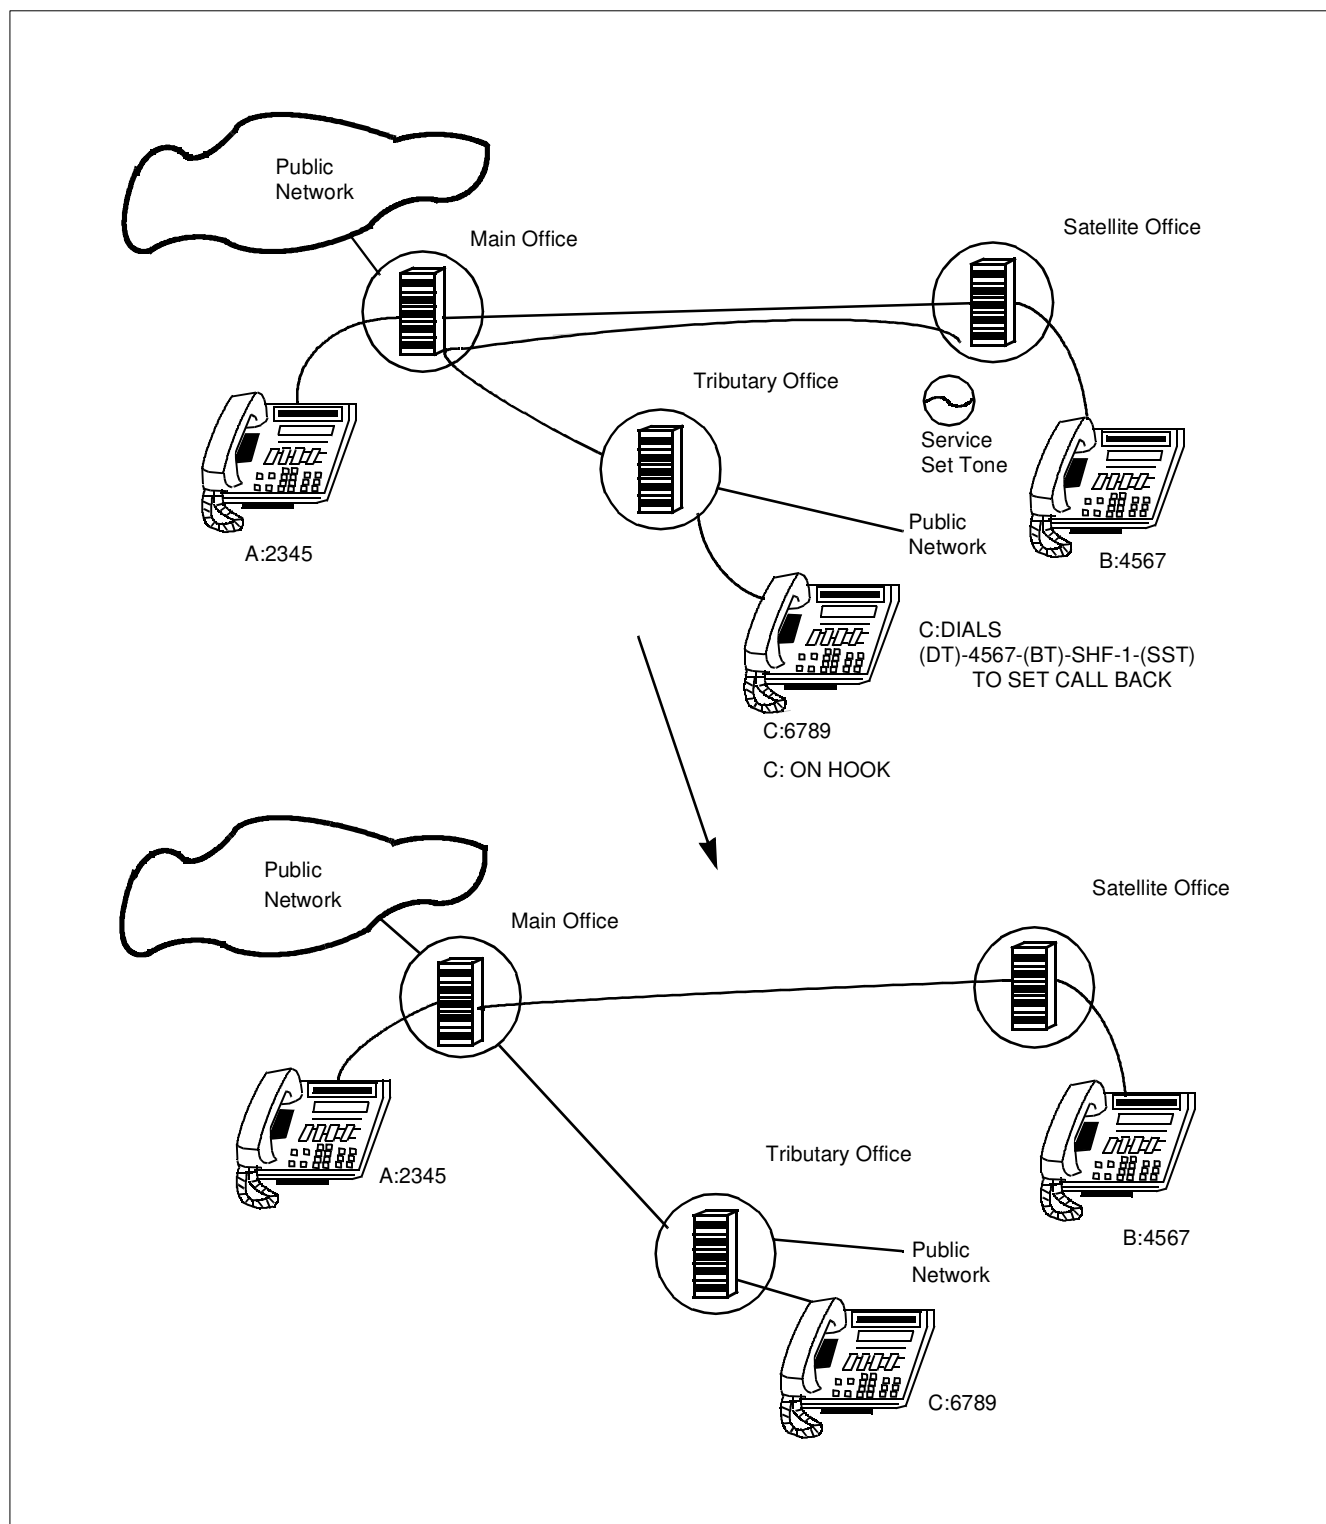 Public
Network
Main Office
Satellite Office
Tributary Office
Service
Set Tone
Public
Network
A:2345
B:4567
C:DIALS
(DT)-4567-(BT)-SHF-1-(SST)
TO SET CALL BACK
C:6789
C: ON HOOK
Public
Network
Main Office
Satellite Office
A:2345
Tributary Office
B:4567
Public
Network
C:6789